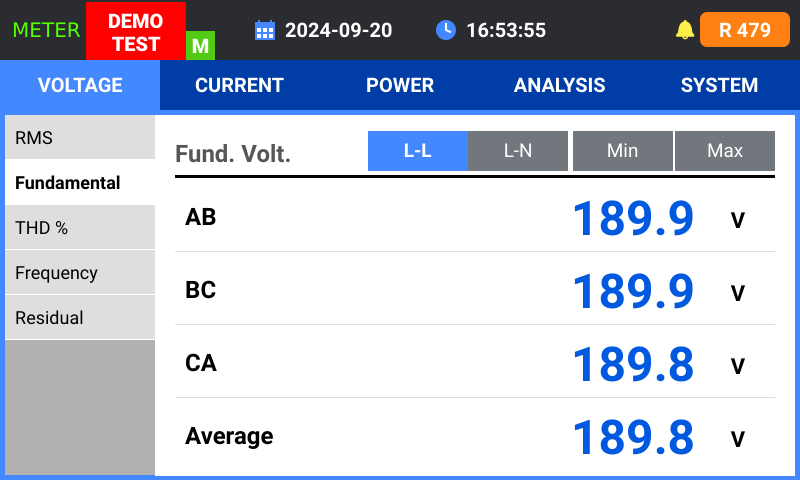 METER
DEMO
TEST
M
2024-09-20
16:53:55
R 479
VOLTAGE
CURRENT
POWER
ANALYSIS
SYSTEM
RMS
Fundamental
THD %
Frequency
Residual
Fund. Volt.
L-L
L-N
Min
Max
AB 189.9 V
BC 189.9 V
CA 189.8 V
Average 189.8 V